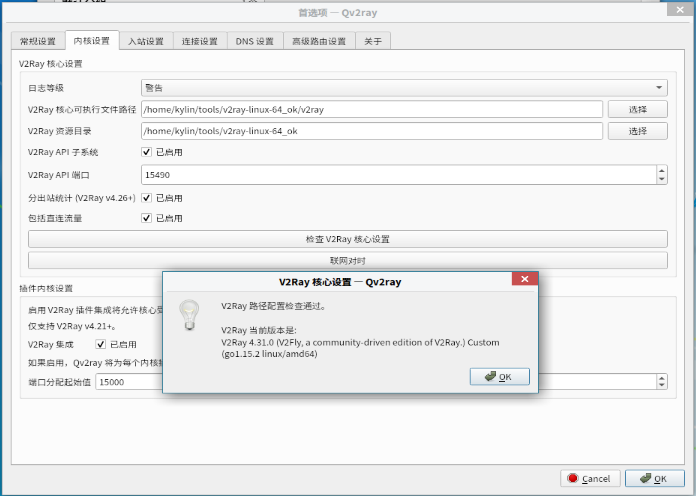 首选项 — Qv2ray
常规设置 内核设置 入站设置 连接设置 DNS 设置 高级路由设置 关于
V2Ray 核心设置
日志等级 警告
V2Ray 核心可执行文件路径 /home/kylin/tools/v2ray-linux-64_ok/v2ray 选择
V2Ray 资源目录 /home/kylin/tools/v2ray-linux-64_ok 选择
V2Ray API 子系统 已启用
V2Ray API 端口 15490
分出站统计 (V2Ray v4.26+) 已启用
包括直连流量 已启用
检查 V2Ray 核心设置
联网对时
插件内核设置
启用 V2Ray 插件集成将允许核心
仅支持 V2Ray v4.21+。
V2Ray 集成 已启用
如果启用，Qv2ray 将为每个内核
端口分配起始值 15000
V2Ray 核心设置 — Qv2ray
V2Ray 路径配置检查通过。
V2Ray 当前版本是:
V2Ray 4.31.0 (V2Fly, a community-driven edition of V2Ray.) Custom
(go1.15.2 linux/amd64)
OK
Cancel OK